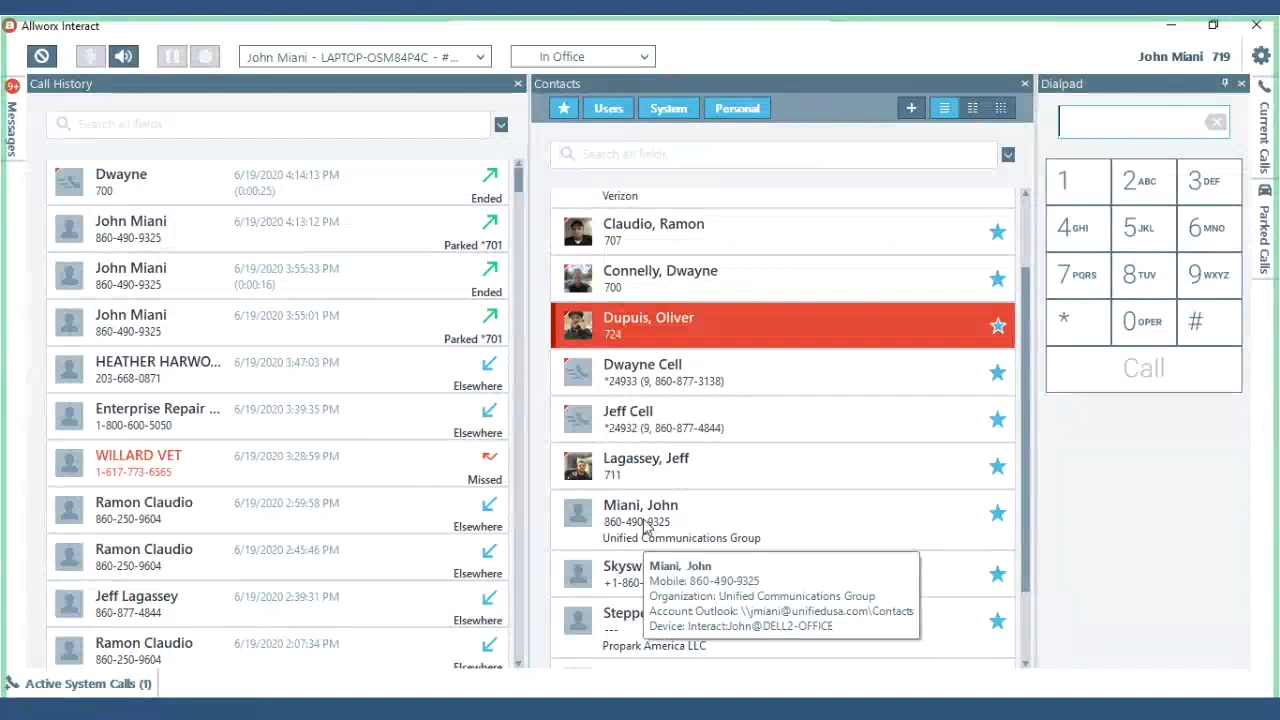 Allworx Interact
John Miani - LAPTOP-OSM84P4C - #...
In Office
John Miani 719
9+
Messages
Call History
Search all fields
Dwayne 6/19/2020 4:14:13 PM
700 (0:00:25) Ended
John Miani 6/19/2020 4:13:12 PM
860-490-9325 Parked *701
John Miani 6/19/2020 3:55:33 PM
860-490-9325 (0:00:16) Ended
John Miani 6/19/2020 3:55:01 PM
860-490-9325 Parked *701
HEATHER HARWO... 6/19/2020 3:47:03 PM
203-668-0871 Elsewhere
Enterprise Repair ... 6/19/2020 3:39:35 PM
1-800-600-5050 Elsewhere
WILLARD VET 6/19/2020 3:28:59 PM
1-617-773-6565 Missed
Ramon Claudio 6/19/2020 2:59:58 PM
860-250-9604 Elsewhere
Ramon Claudio 6/19/2020 2:45:46 PM
860-250-9604 Elsewhere
Jeff Lagassey 6/19/2020 2:39:31 PM
860-877-4844 Elsewhere
Ramon Claudio 6/19/2020 2:07:34 PM
860-250-9604 Elsewhere
Contacts
Users System Personal
Search all fields
Verizon
Claudio, Ramon
707
Connelly, Dwayne
700
Dupuis, Oliver
724
Dwayne Cell
*24933 (9, 860-877-3138)
Jeff Cell
*24932 (9, 860-877-4844)
Lagassey, Jeff
711
Miani, John
860-490-9325
Unified Communications Group
Skysw
+1-860-
Steppe
---
Propark America LLC
Miani, John
Mobile: 860-490-9325
Organization: Unified Communications Group
Account Outlook: \\jmiani@unifiedusa.com\Contacts
Device: Interact:John@DELL2-OFFICE
Dialpad
1 2 ABC 3 DEF
4 GHI 5 JKL 6 MNO
7 PQRS 8 TUV 9 WXYZ
* 0 OPER #
Call
Current Calls
Parked Calls
Active System Calls (1)